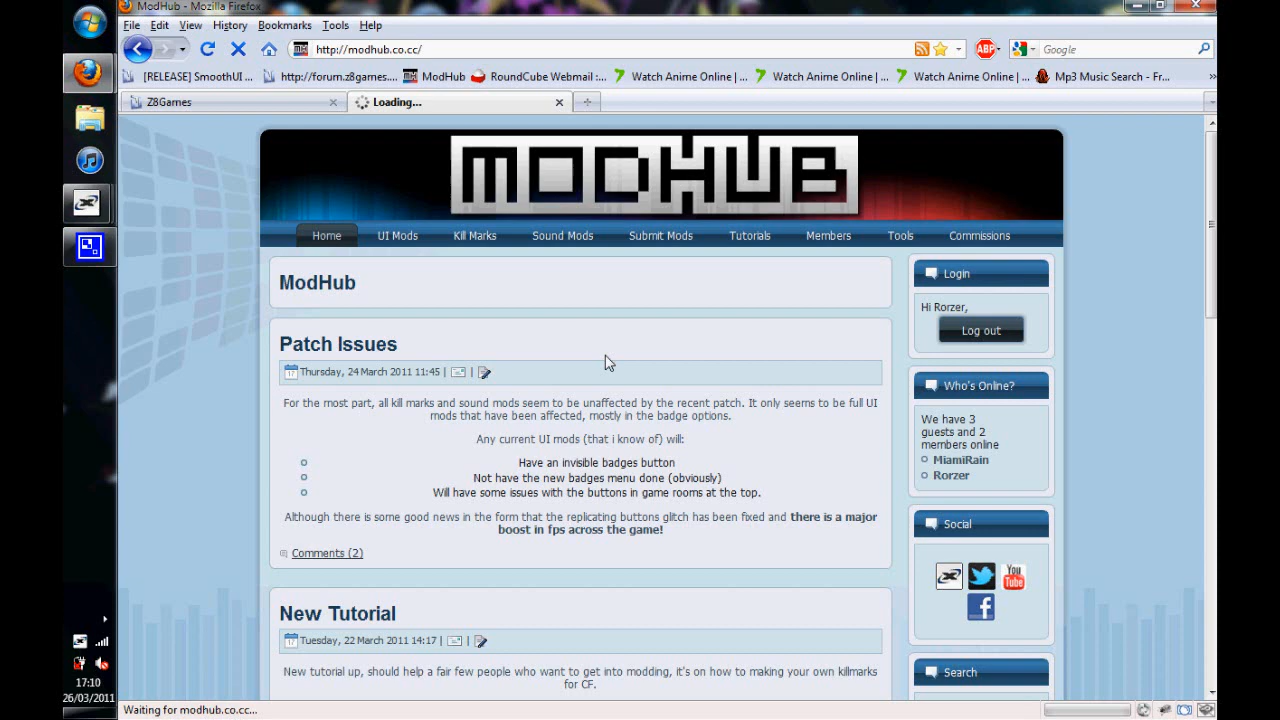 ModHub - Mozilla Firefox
File Edit View History Bookmarks Tools Help
http://modhub.co.cc/
ABP
Google
[RELEASE] SmoothUI ... http://forum.z8games.... ModHub RoundCube Webmail :... Watch Anime Online | ... Watch Anime Online | ... Watch Anime Online | ... Mp3 Music Search - Fr... »
Z8Games Loading...
MODHUB
Home UI Mods Kill Marks Sound Mods Submit Mods Tutorials Members Tools Commissions
ModHub
Patch Issues
Thursday, 24 March 2011 11:45 | |
For the most part, all kill marks and sound mods seem to be unaffected by the recent patch. It only seems to be full UI
mods that have been affected, mostly in the badge options.
Any current UI mods (that i know of) will:
Have an invisible badges button
Not have the new badges menu done (obviously)
Will have some issues with the buttons in game rooms at the top.
Although there is some good news in the form that the replicating buttons glitch has been fixed and there is a major
boost in fps across the game!
Comments (2)
New Tutorial
Tuesday, 22 March 2011 14:17 | |
New tutorial up, should help a fair few people who want to get into modding, it's on how to making your own killmarks
for CF.
Login
Hi Rorzer,
Log out
Who's Online?
We have 3
guests and 2
members online
MiamiRain
Rorzer
Social
You
Tube
Search
17:10
26/03/2011
Waiting for modhub.co.cc...